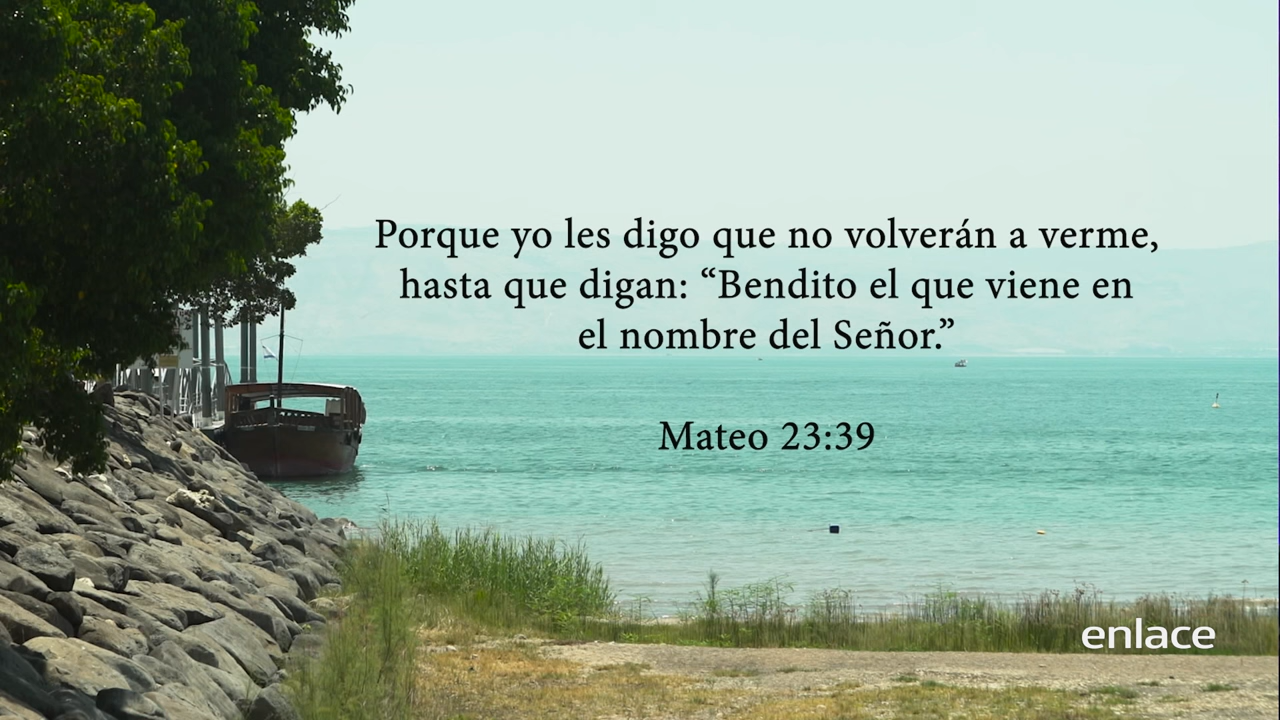 Porque yo les digo que no volverán a verme,
hasta que digan: “Bendito el que viene en
el nombre del Señor.”
Mateo 23:39
enlace